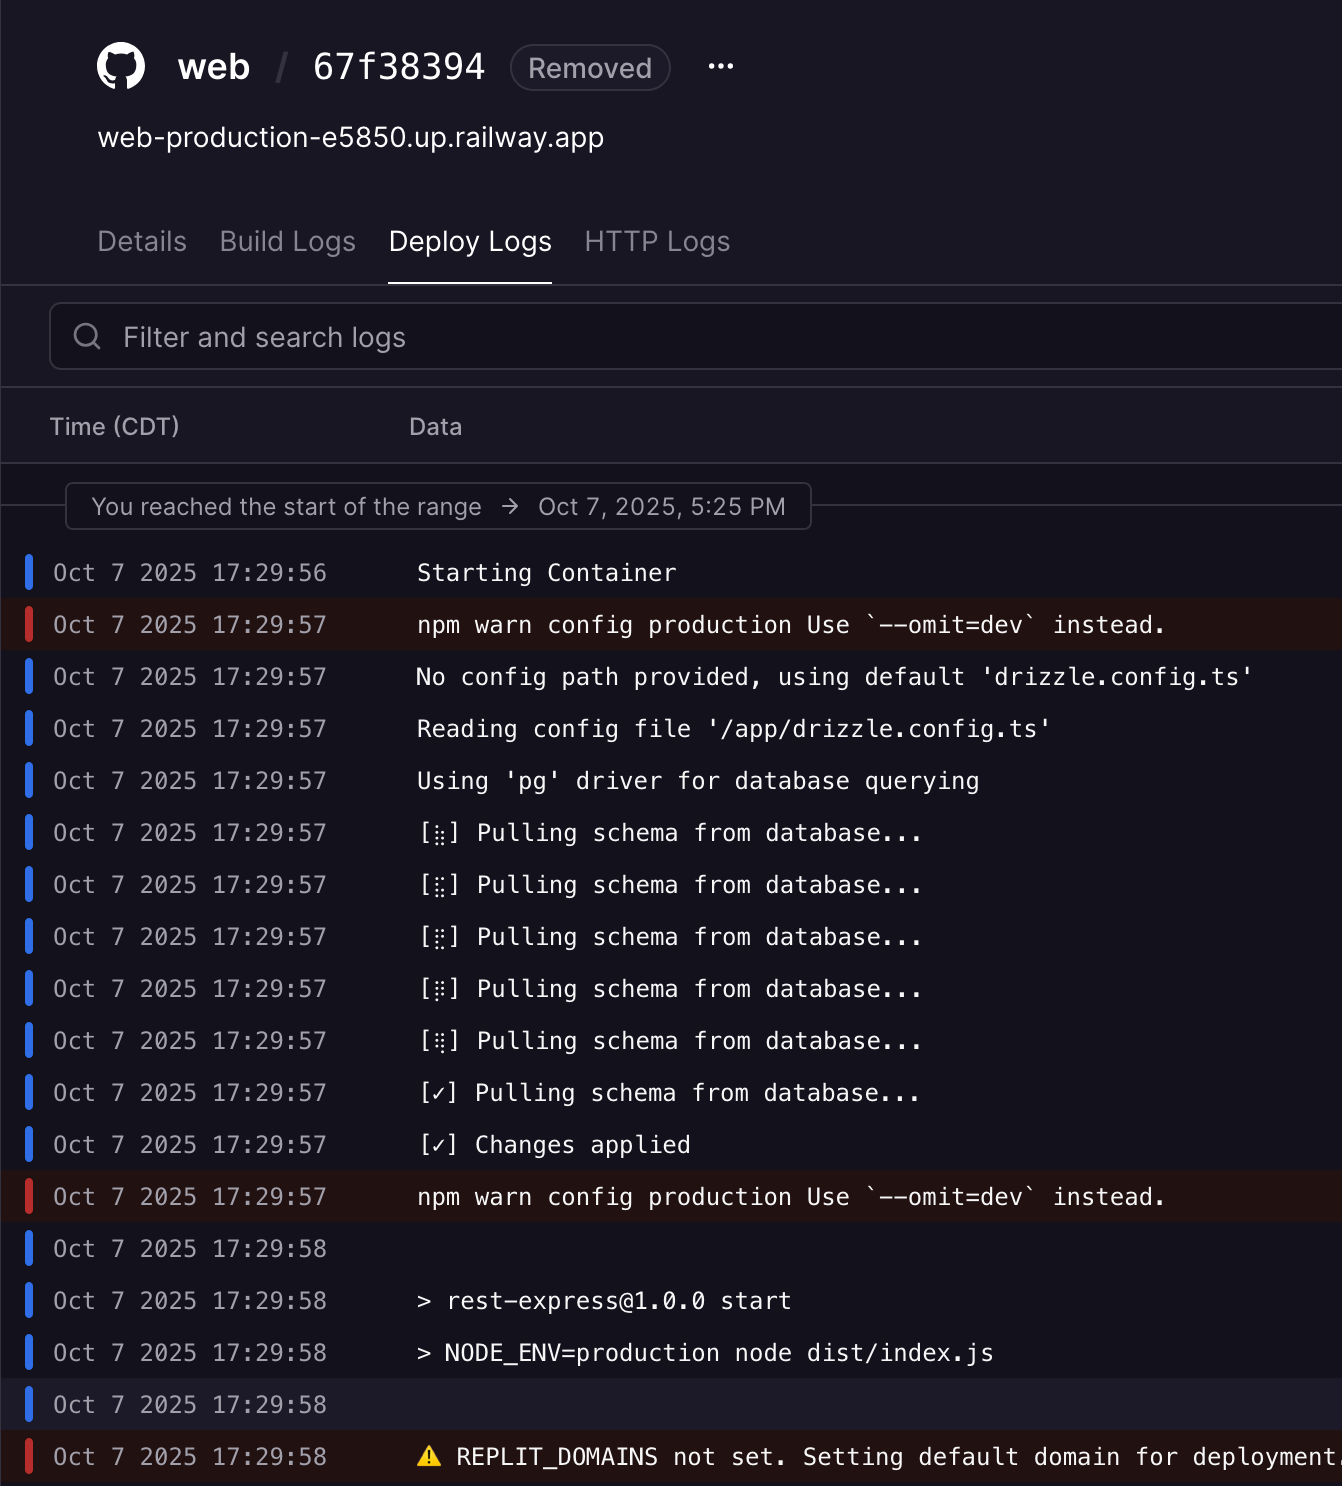 web / 67f38394 Removed ...
web-production-e5850.up.railway.app
Details Build Logs Deploy Logs HTTP Logs
Filter and search logs
Time (CDT) Data
You reached the start of the range → Oct 7, 2025, 5:25 PM
Oct 7 2025 17:29:56 Starting Container
Oct 7 2025 17:29:57 npm warn config production Use `--omit=dev` instead.
Oct 7 2025 17:29:57 No config path provided, using default 'drizzle.config.ts'
Oct 7 2025 17:29:57 Reading config file '/app/drizzle.config.ts'
Oct 7 2025 17:29:57 Using 'pg' driver for database querying
Oct 7 2025 17:29:57 [⣷] Pulling schema from database...
Oct 7 2025 17:29:57 [⣯] Pulling schema from database...
Oct 7 2025 17:29:57 [⣟] Pulling schema from database...
Oct 7 2025 17:29:57 [⡿] Pulling schema from database...
Oct 7 2025 17:29:57 [⢿] Pulling schema from database...
Oct 7 2025 17:29:57 [✓] Pulling schema from database...
Oct 7 2025 17:29:57 [✓] Changes applied
Oct 7 2025 17:29:57 npm warn config production Use `--omit=dev` instead.
Oct 7 2025 17:29:58
Oct 7 2025 17:29:58 > rest-express@1.0.0 start
Oct 7 2025 17:29:58 > NODE_ENV=production node dist/index.js
Oct 7 2025 17:29:58
Oct 7 2025 17:29:58 ⚠️ REPLIT_DOMAINS not set. Setting default domain for deployment.